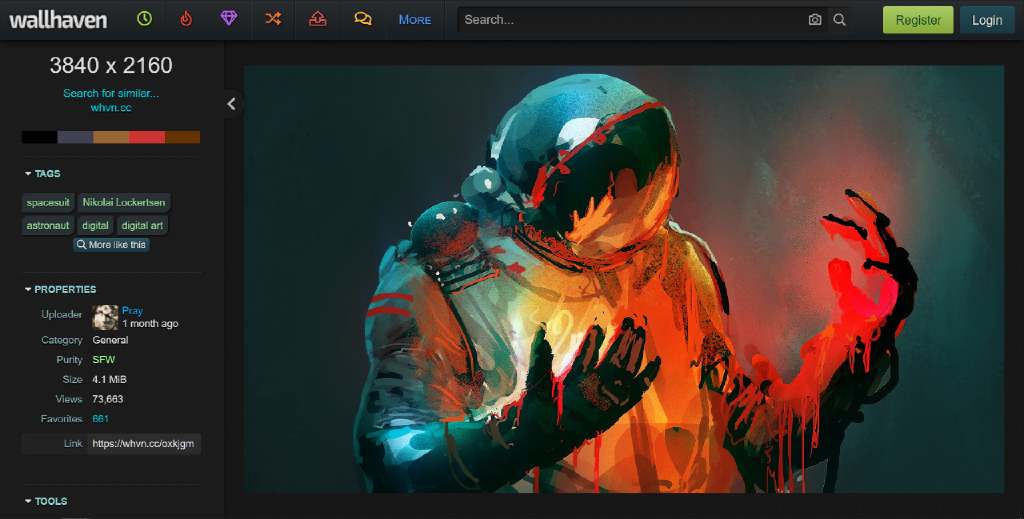 wallhaven
More
Search...
Register
Login
3840 x 2160
Search for similar...
whvn.cc
TAGS
spacesuit
Nikolai Lockertsen
astronaut
digital
digital art
More like this
PROPERTIES
Uploader Pray
1 month ago
Category General
Purity SFW
Size 4.1 MiB
Views 73,663
Favorites 661
Link https://whvn.cc/oxkjgm
TOOLS